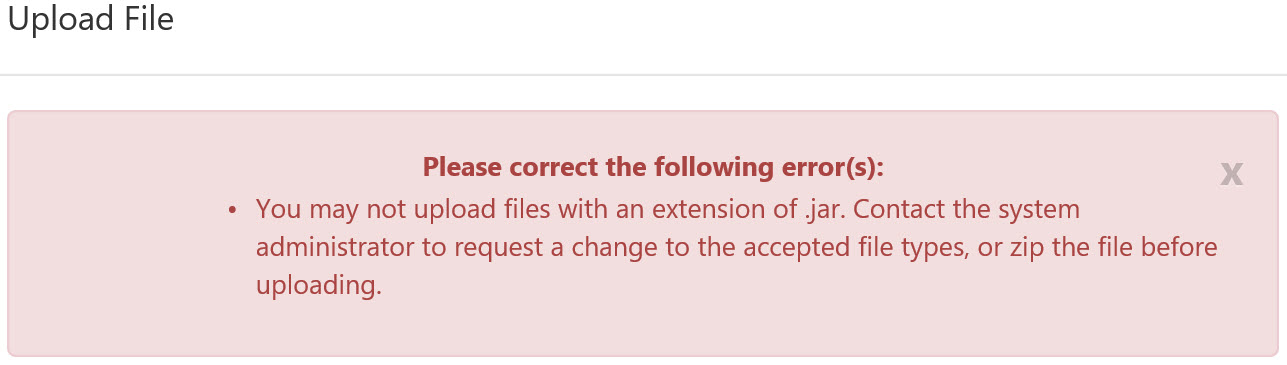 Upload File
Please correct the following error(s):
x
• You may not upload files with an extension of .jar. Contact the system
administrator to request a change to the accepted file types, or zip the file before
uploading.